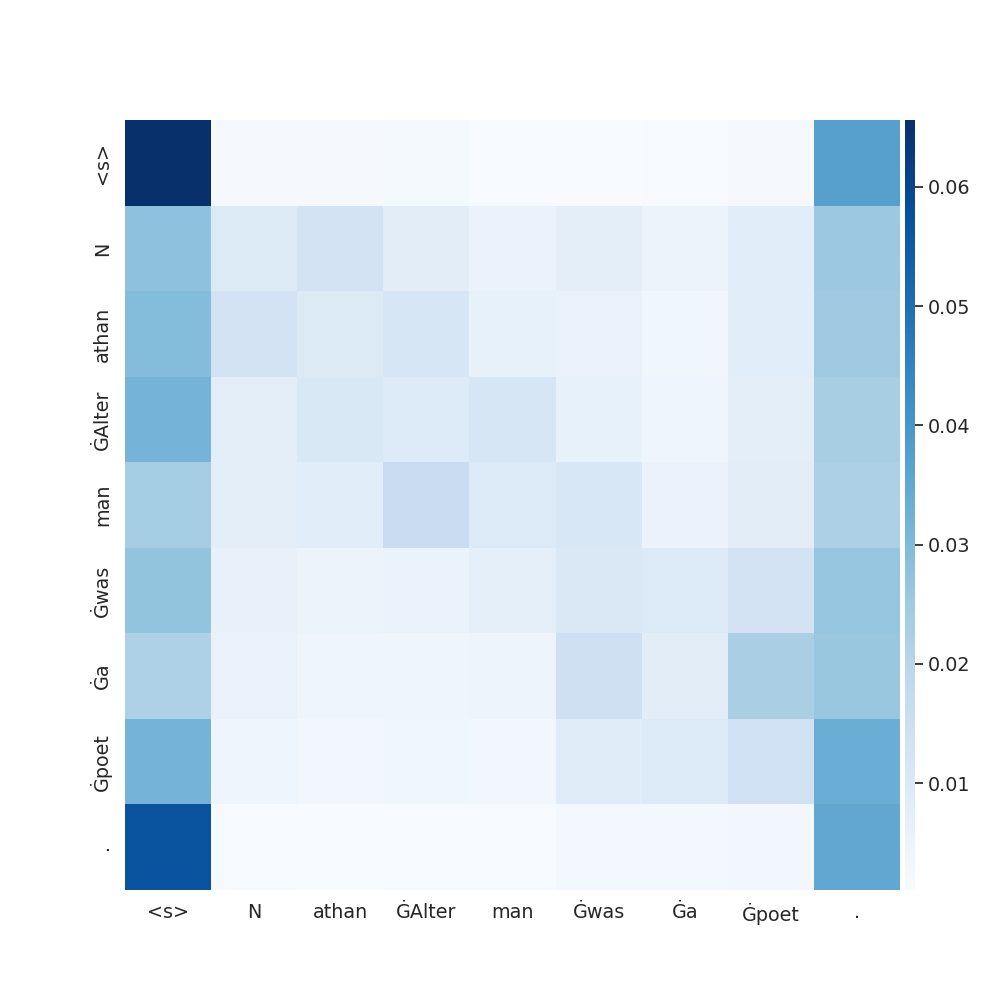 <s>
N
athan
ĠAlter
man
Ġwas
Ġa
Ġpoet
.
0.06
0.05
0.04
0.03
0.02
0.01
<s> N athan ĠAlter man Ġwas Ġa Ġpoet .